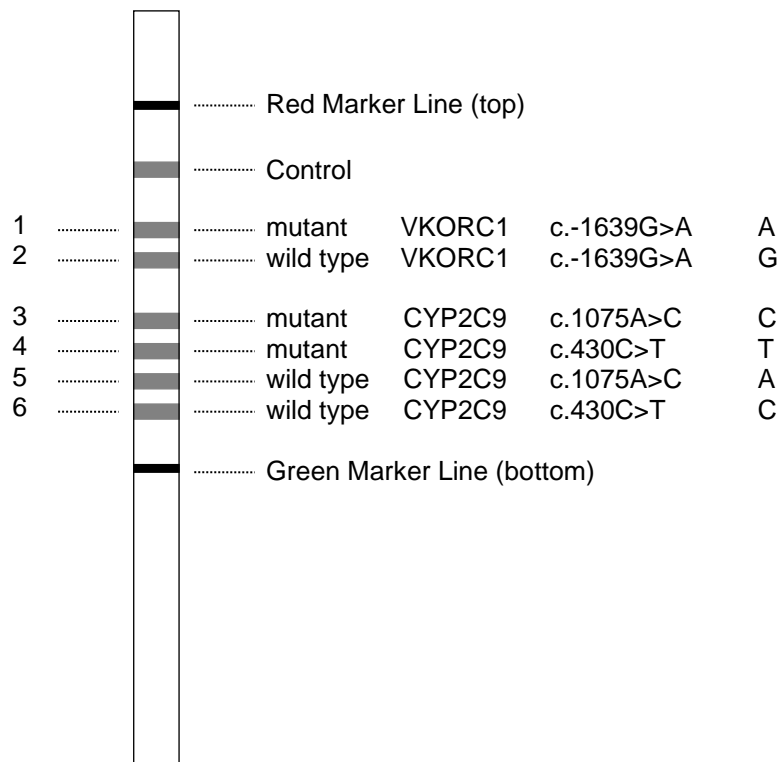 Red Marker Line (top)
Control
1 mutant VKORC1 c.-1639G>A A
2 wild type VKORC1 c.-1639G>A G
3 mutant CYP2C9 c.1075A>C C
4 mutant CYP2C9 c.430C>T T
5 wild type CYP2C9 c.1075A>C A
6 wild type CYP2C9 c.430C>T C
Green Marker Line (bottom)